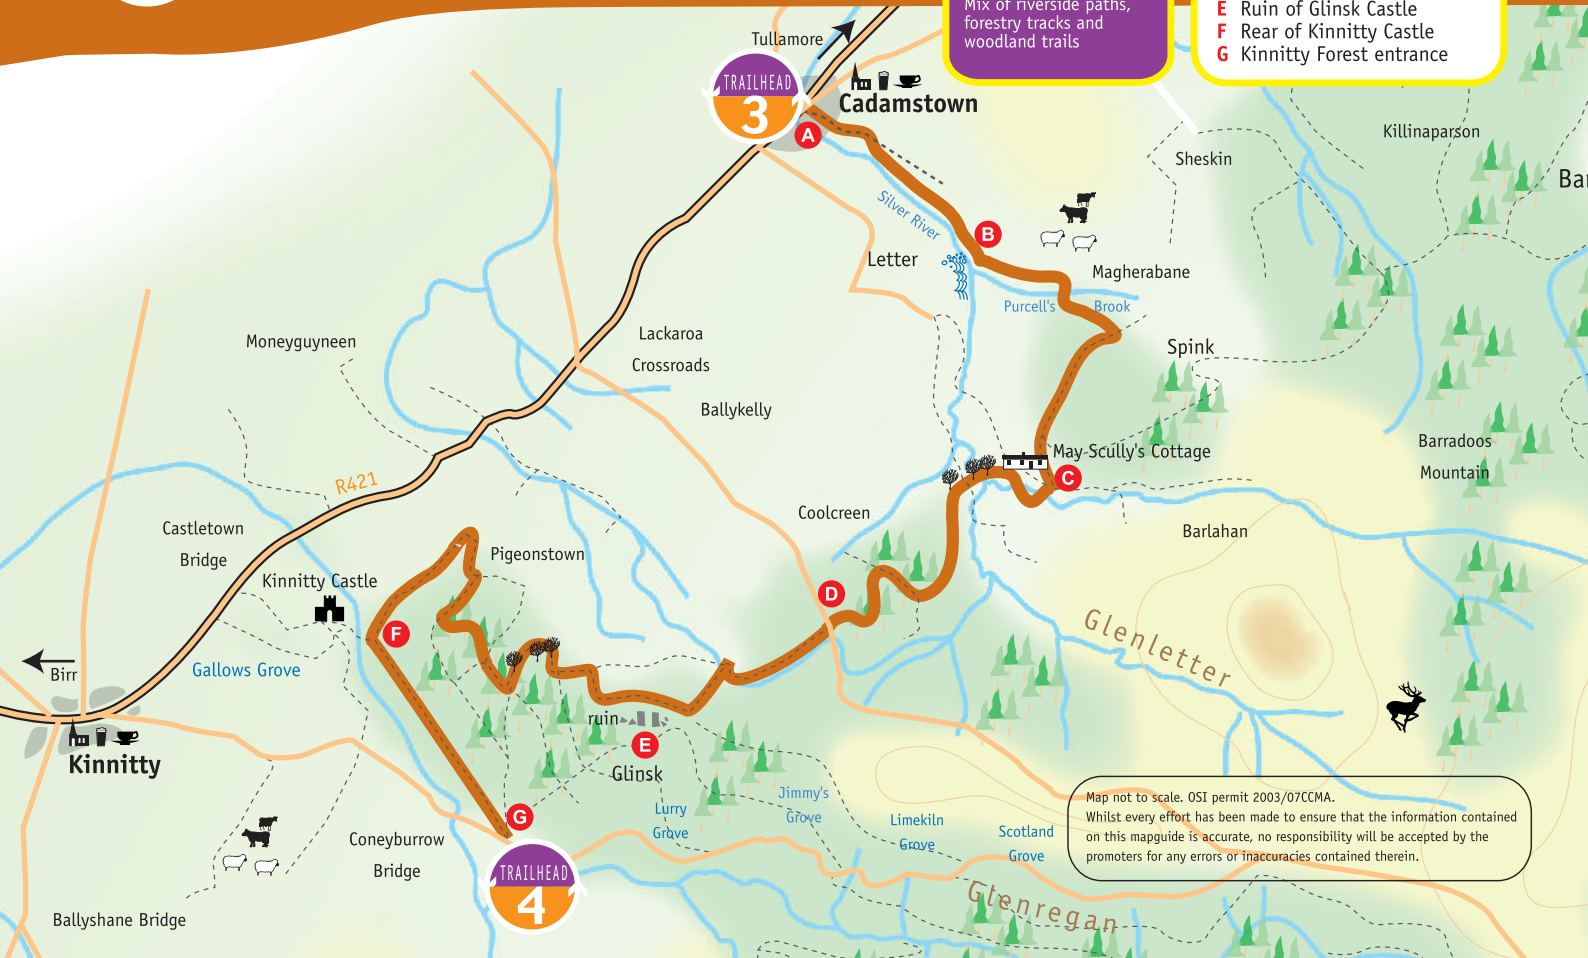 Mix of riverside paths,
forestry tracks and
woodland trails
E Ruin of Glinsk Castle
F Rear of Kinnitty Castle
G Kinnitty Forest entrance
Tullamore
TRAILHEAD
3
Cadamstown
A
Killinaparson
Sheskin
Silver River
B
Letter
Magherabane
Purcell's Brook
Moneyguyneen
Lackaroa
Crossroads
Spink
Ballykelly
Barradoos
Mountain
May Scully's Cottage
C
R421
Coolcreen
Castletown
Bridge
Barlahan
Pigeonstown
Kinnitty Castle
D
F
Glenletter
Birr
Gallows Grove
ruin
E
Glinsk
Kinnitty
Lurry
Grove
Jimmy's
Grove
Limekiln
Grove
Scotland
Grove
Map not to scale. OSI permit 2003/07CCMA.
Whilst every effort has been made to ensure that the information contained
on this mapguide is accurate, no responsibility will be accepted by the
promoters for any errors or inaccuracies contained therein.
G
Coneyburrow
Bridge
TRAILHEAD
4
Glenregan
Ballyshane Bridge